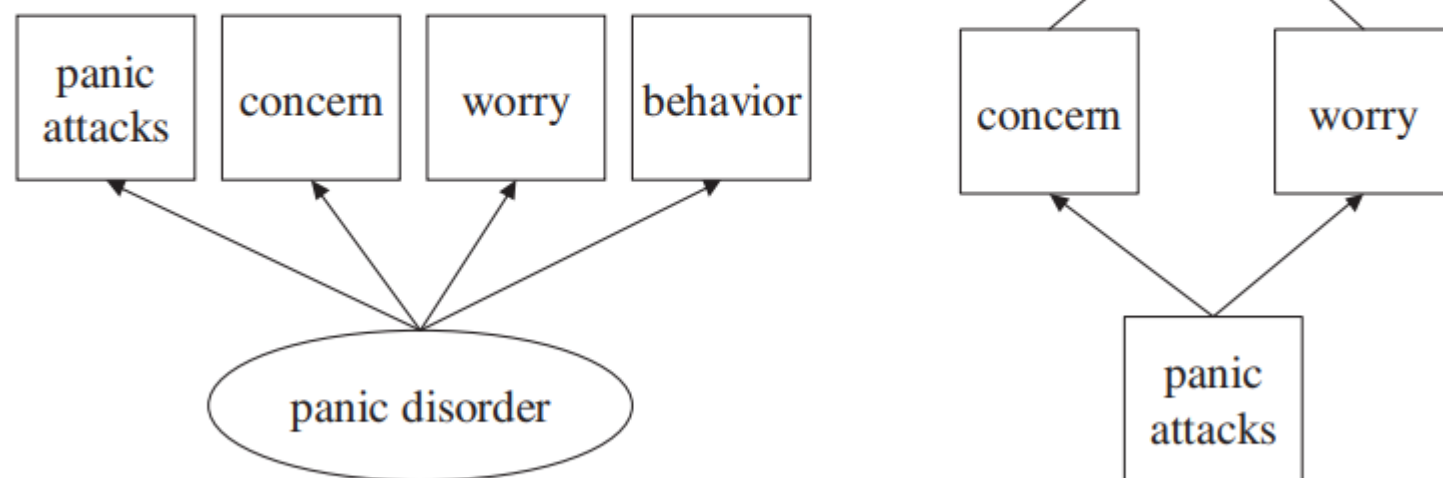 panic
attacks
concern
worry
behavior
panic disorder
concern
worry
panic
attacks